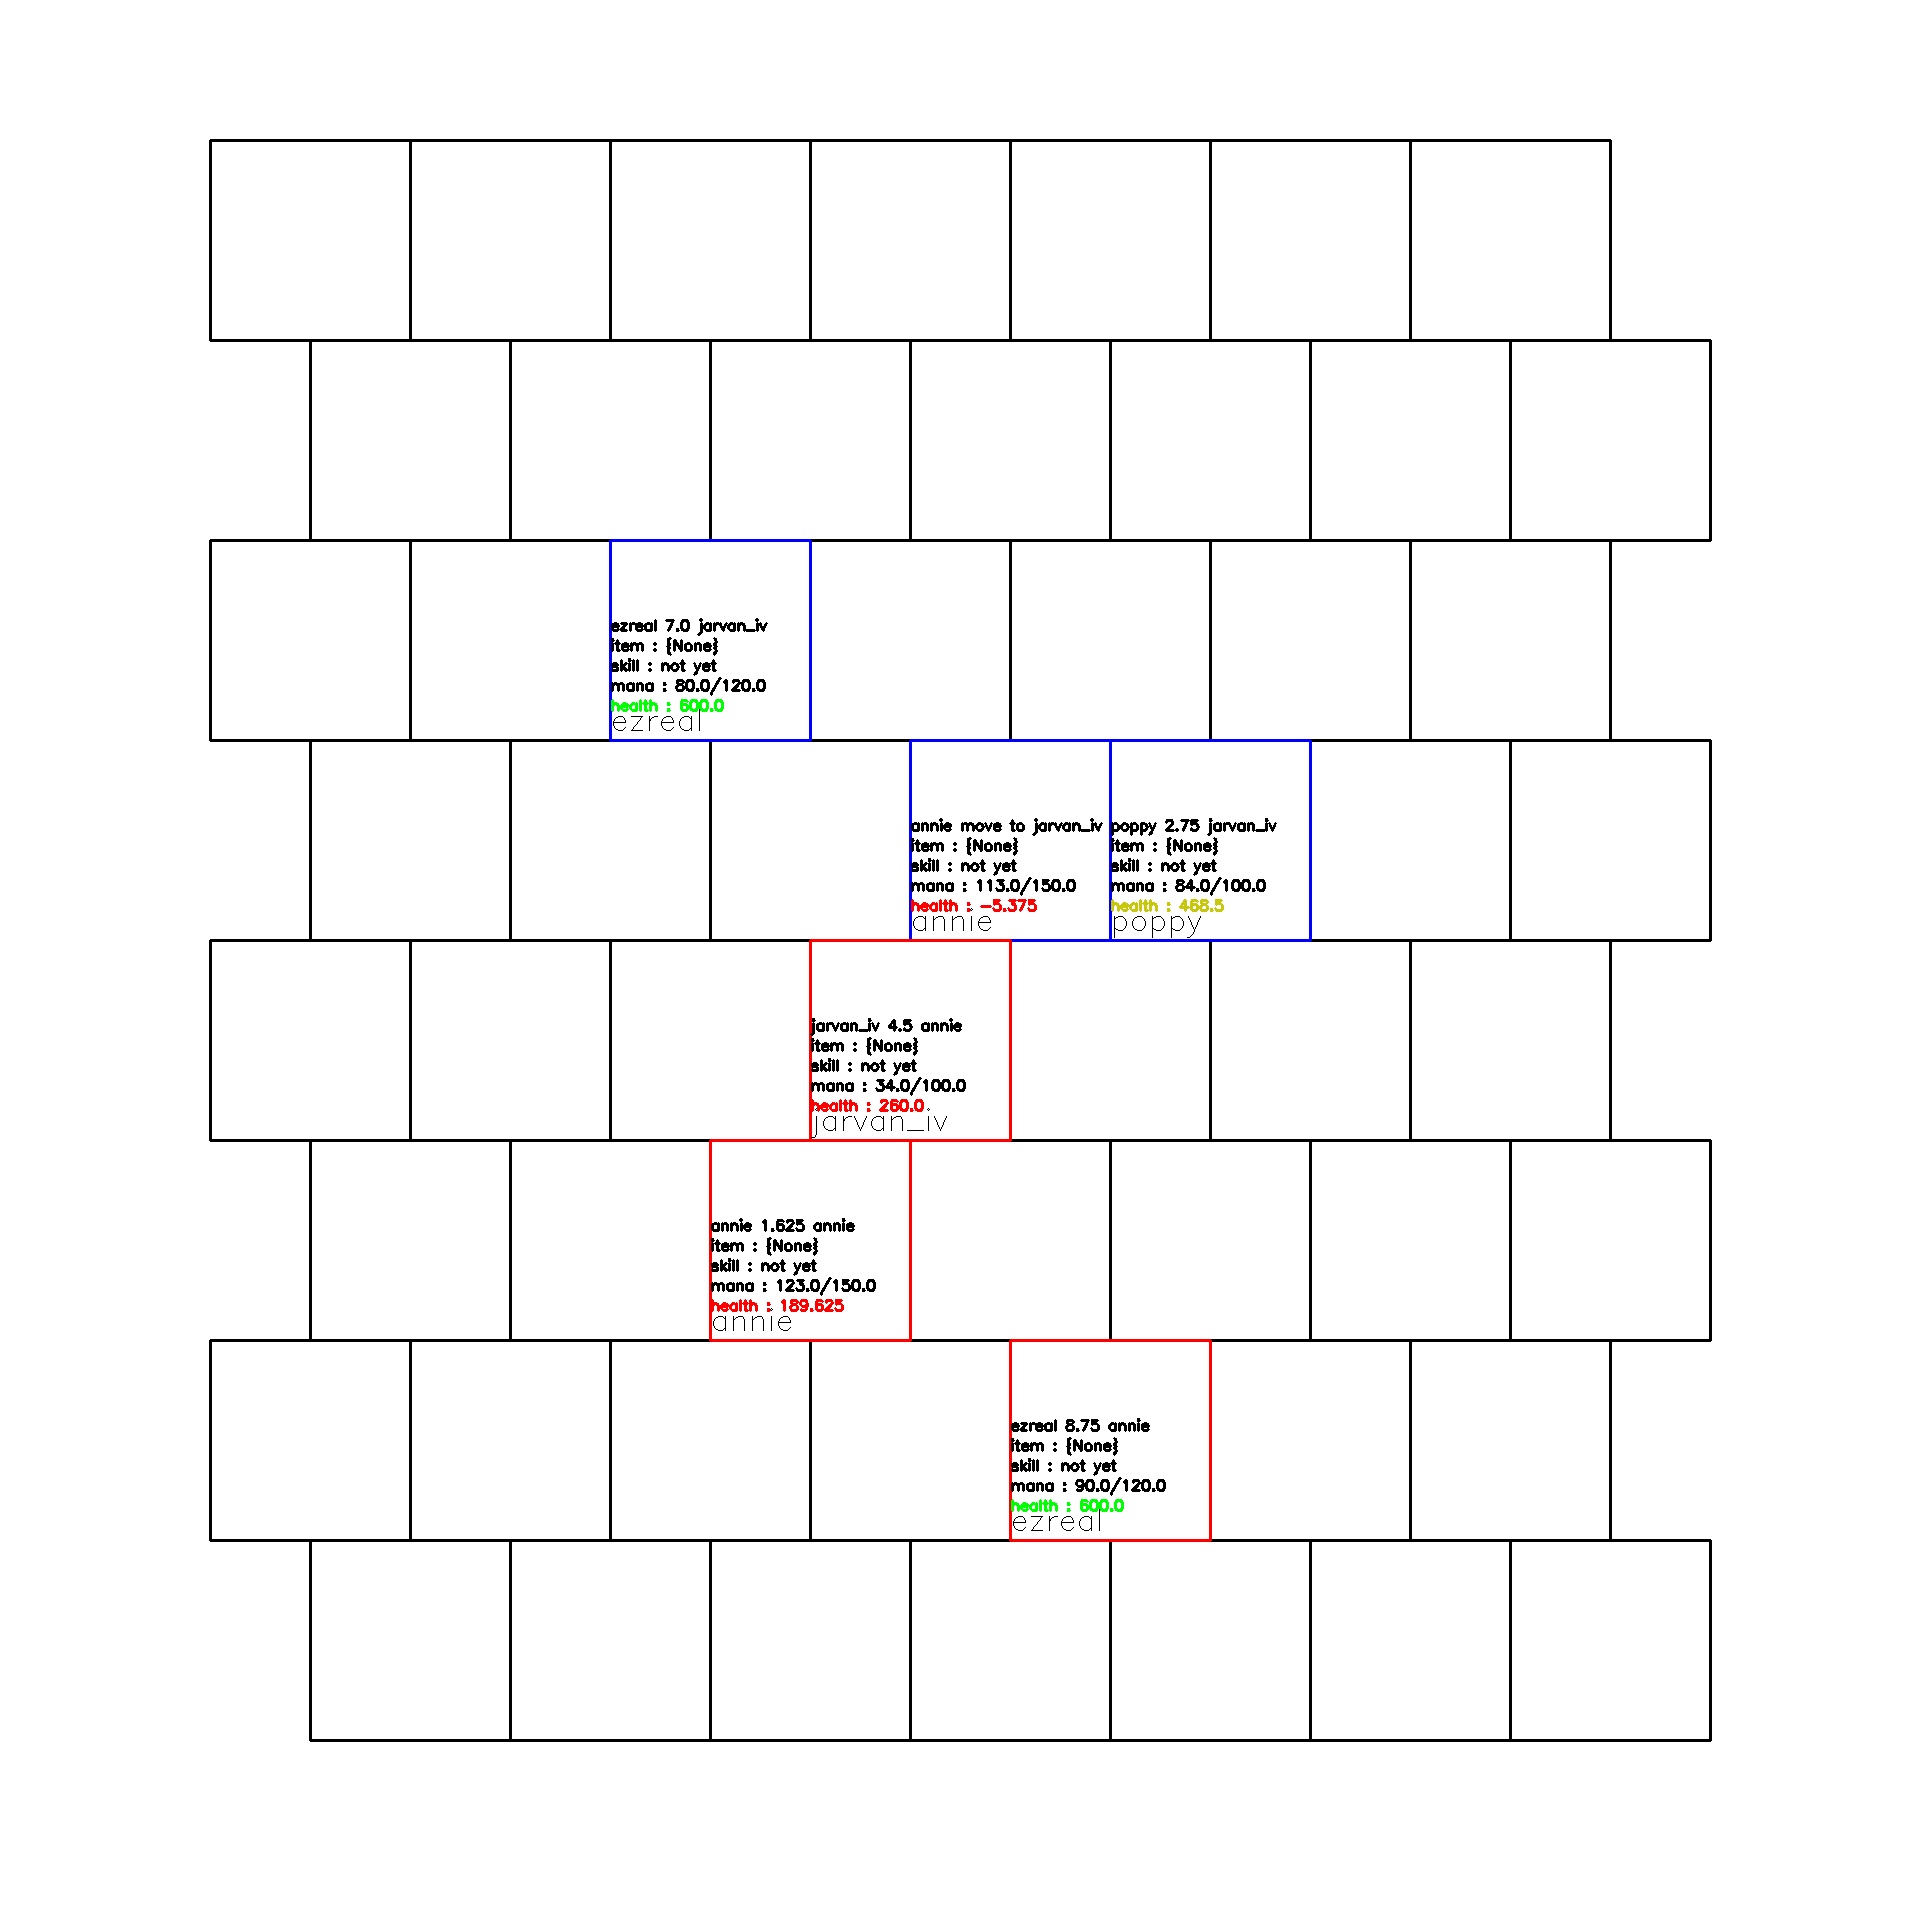 ezreal 7.0 jarvan_iv
item : {None}
skill : not yet
mana : 80.0/120.0
health : 600.0
ezreal
annie move to jarvan_iv
item : {None}
skill : not yet
mana : 113.0/150.0
health : -5.375
annie
poppy 2.75 jarvan_iv
item : {None}
skill : not yet
mana : 84.0/100.0
health : 468.5
poppy
jarvan_iv 4.5 annie
item : {None}
skill : not yet
mana : 34.0/100.0
health : 260.0
jarvan_iv
annie 1.625 annie
item : {None}
skill : not yet
mana : 123.0/150.0
health : 189.625
annie
ezreal 8.75 annie
item : {None}
skill : not yet
mana : 90.0/120.0
health : 600.0
ezreal